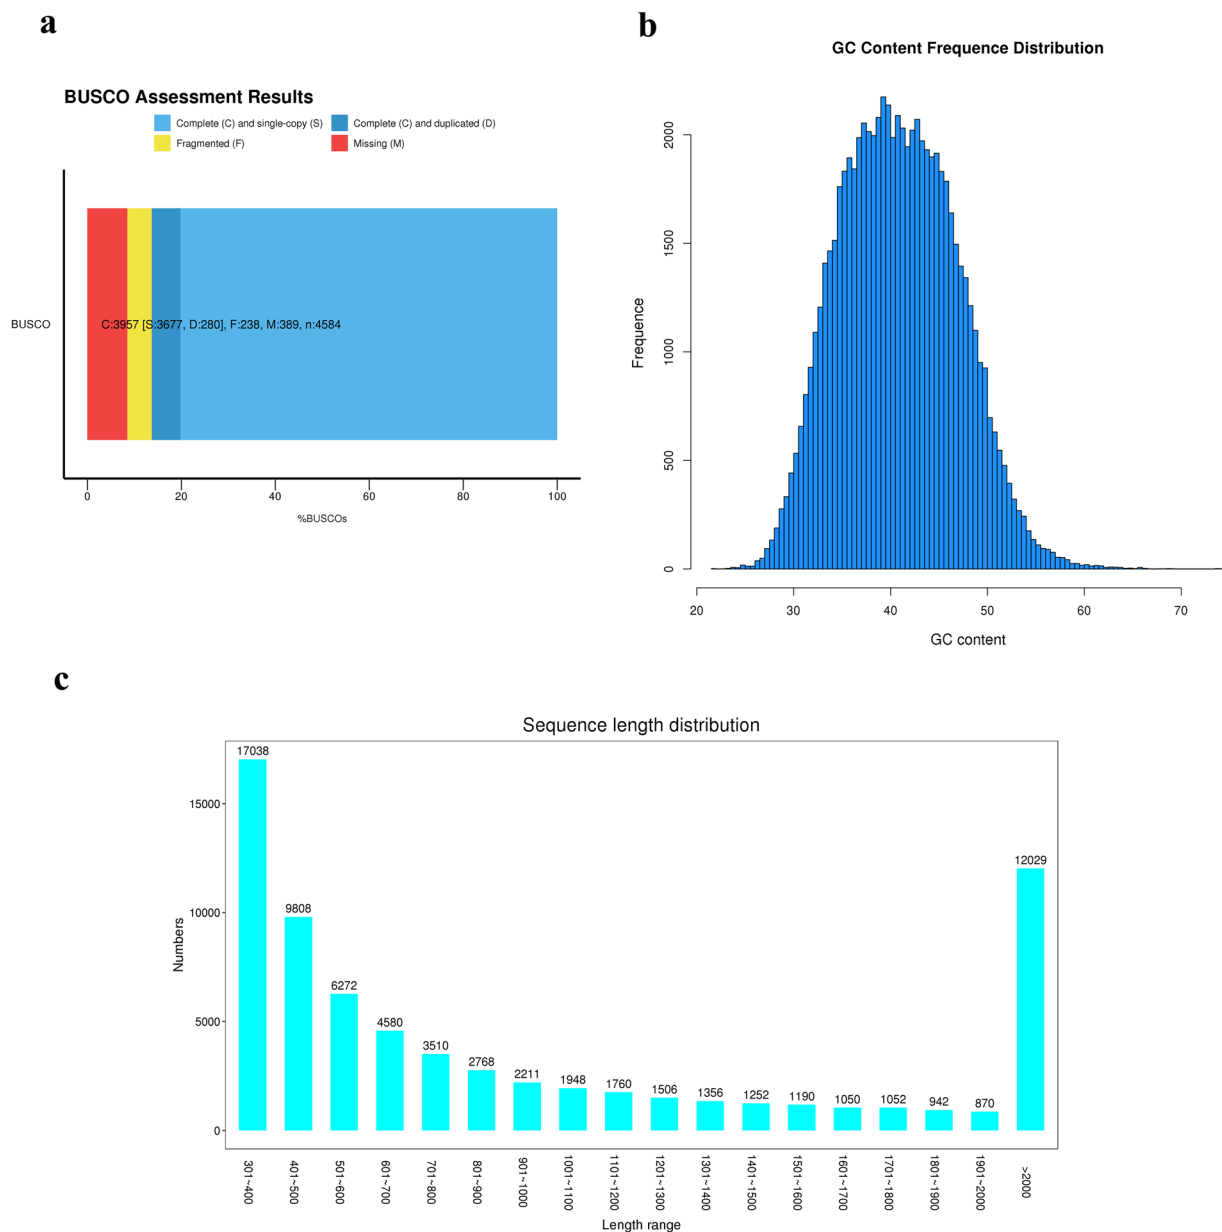 a
BUSCO Assessment Results
Complete (C) and single-copy (S)
Complete (C) and duplicated (D)
Fragmented (F)
Missing (M)
BUSCO
C:3957 [S:3677, D:280], F:238, M:389, n:4584
0 20 40 60 80 100
%BUSCOs
b
GC Content Frequence Distribution
Frequence
2000
1500
1000
500
0
20 30 40 50 60 70
GC content
c
Sequence length distribution
Numbers
15000
10000
5000
0
17038
9808
6272
4580
3510
2768
2211
1948
1760
1506
1356
1252
1190
1050
1052
942
870
12029
301~400
401~500
501~600
601~700
701~800
801~900
901~1000
1001~1100
1101~1200
1201~1300
1301~1400
1401~1500
1501~1600
1601~1700
1701~1800
1801~1900
1901~2000
>2000
Length range